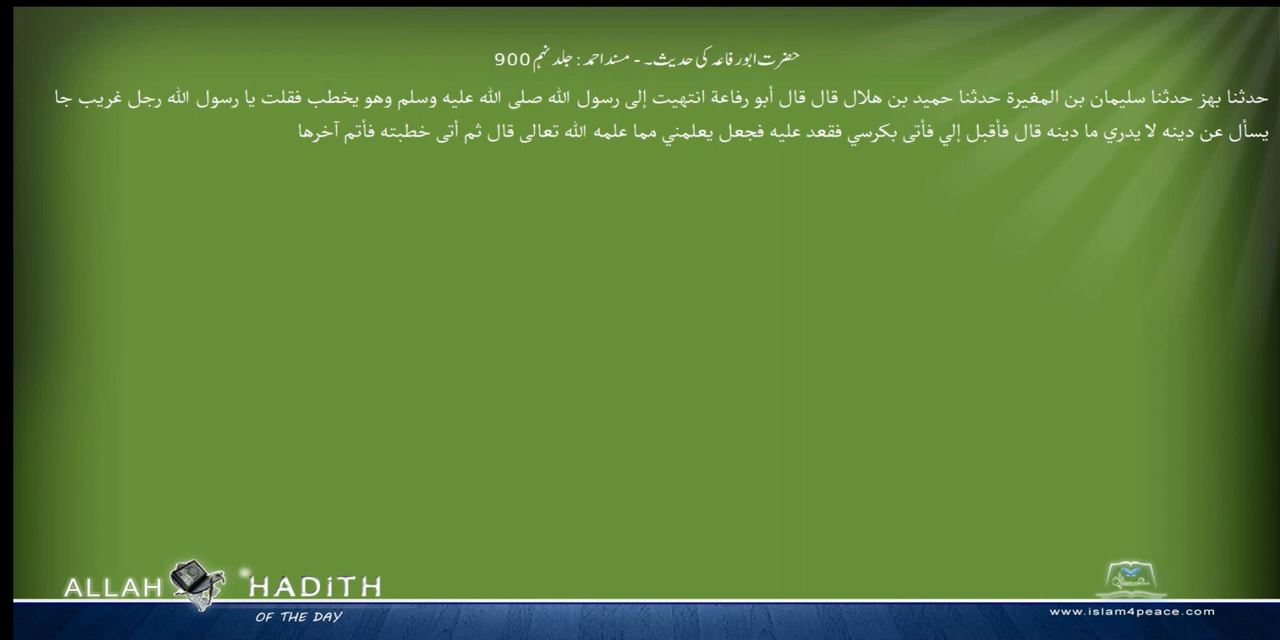 حضرت ابورفاعہ کی حدیث۔ - مسند احمد : جلد نہم 900
حدثنا بهز حدثنا سليمان بن المغيرة حدثنا حميد بن هلال قال قال أبو رفاعة انتهيت إلى رسول الله صلى الله عليه وسلم وهو يخطب فقلت يا رسول الله رجل غريب جا
يسأل عن دينه لا يدري ما دينه قال فأقبل إلي فأتى بكرسي فقعد عليه فجعل يعلمني مما علمه الله تعالى قال ثم أتى خطبته فأتم آخرها
ALLAH HADITH
OF THE DAY
www.islam4peace.com